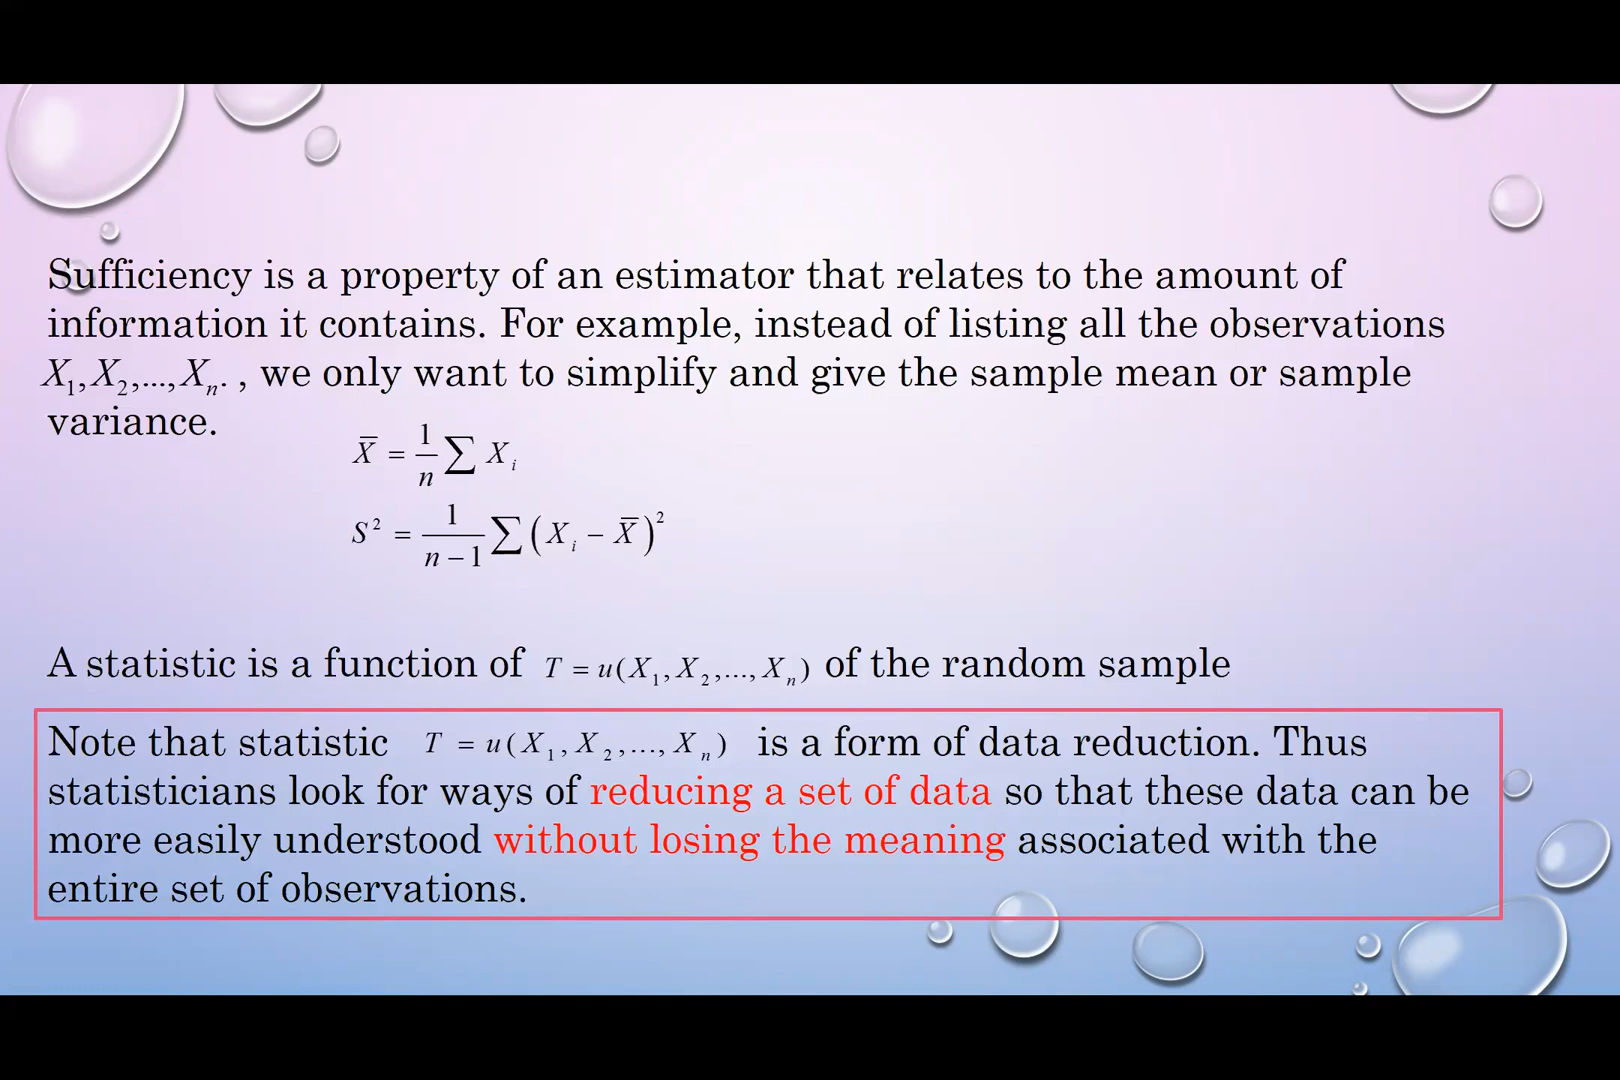 Sufficiency is a property of an estimator that relates to the amount of
information it contains. For example, instead of listing all the observations
X₁, X₂,..., Xₙ. , we only want to simplify and give the sample mean or sample
variance.
X̄ = 1/n ∑ Xᵢ
S² = 1/(n − 1) ∑ (Xᵢ − X̄)²
A statistic is a function of T = u(X₁, X₂,..., Xₙ) of the random sample
Note that statistic T = u(X₁, X₂,..., Xₙ) is a form of data reduction. Thus
statisticians look for ways of reducing a set of data so that these data can be
more easily understood without losing the meaning associated with the
entire set of observations.